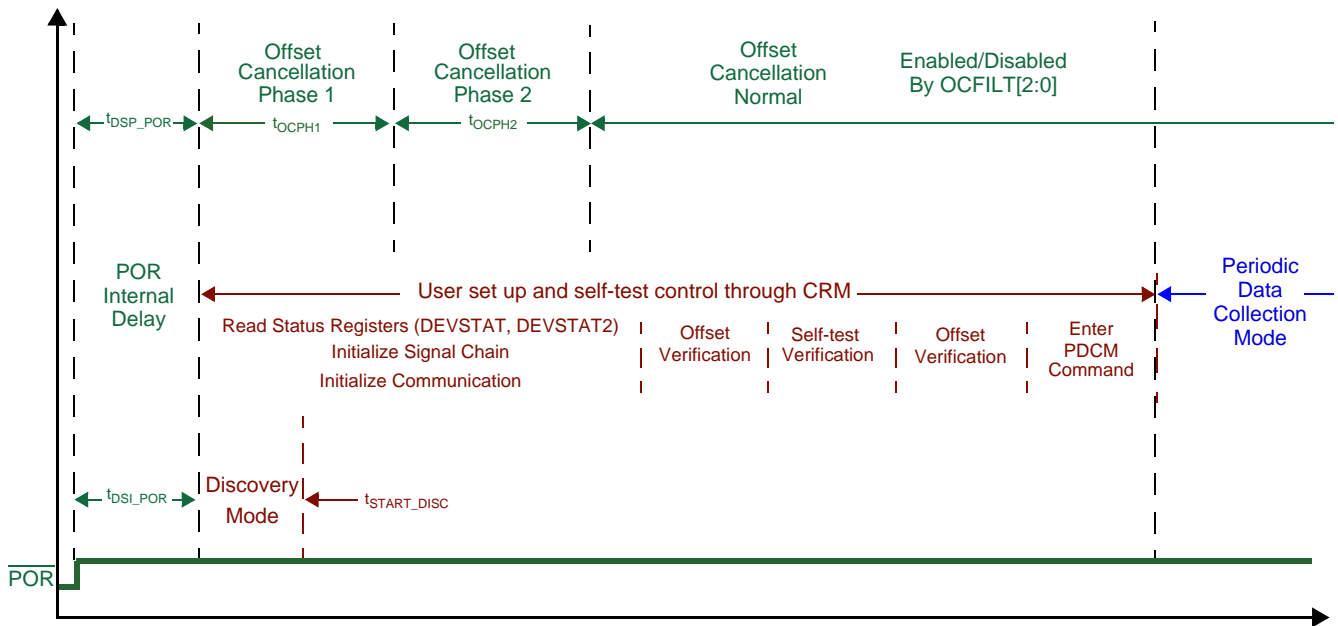 Offset
Cancellation
Phase 1
Offset
Cancellation
Phase 2
Offset
Cancellation
Normal
Enabled/Disabled
By OCFILT[2:0]
tDSP_POR
tOCPH1
tOCPH2
POR
Internal
Delay
User set up and self-test control through CRM
Periodic
Data
Collection
Mode
Read Status Registers (DEVSTAT, DEVSTAT2)
Initialize Signal Chain
Initialize Communication
Offset
Verification
Self-test
Verification
Offset
Verification
Enter
PDCM
Command
tDSI_POR
Discovery
Mode
tSTART_DISC
POR